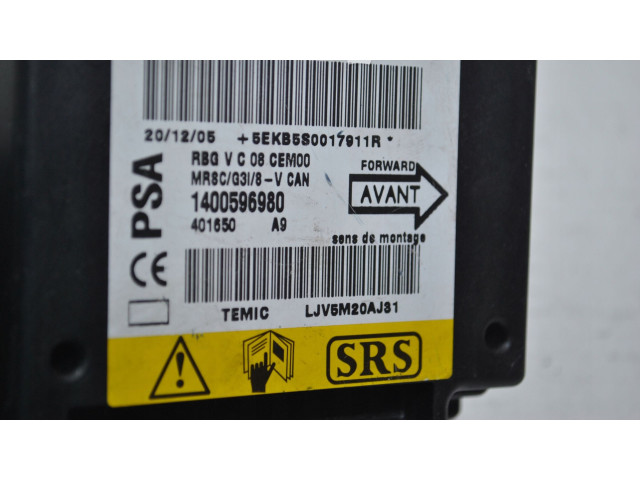 20/12/05 +5EKB5S0017911R*
PSA
RBG V C 08 CEM00
MRSC/G3I/8-V CAN
1400596980
401650 A9
FORWARD
AVANT
sens de montage
CE
TEMIC LJV5M20AJ31
SRS